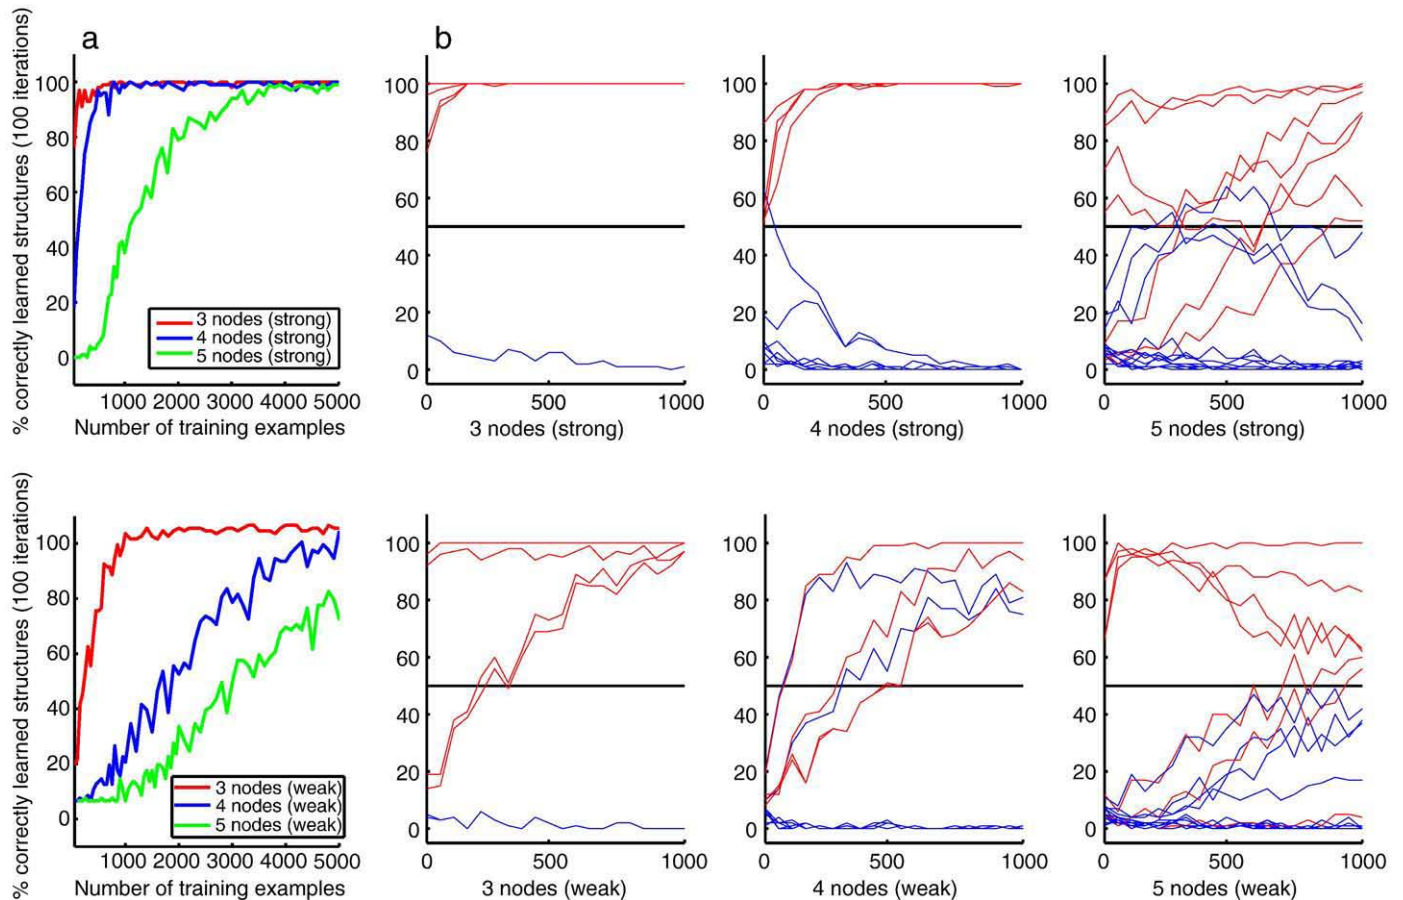 a
b
% correctly learned structures (100 iterations)
100
80
60
40
20
0
3 nodes (strong)
4 nodes (strong)
5 nodes (strong)
1000 2000 3000 4000 5000
Number of training examples
100
80
60
40
20
0
0 500 1000
3 nodes (strong)
100
80
60
40
20
0
0 500 1000
4 nodes (strong)
100
80
60
40
20
0
0 500 1000
5 nodes (strong)
% correctly learned structures (100 iterations)
100
80
60
40
20
0
3 nodes (weak)
4 nodes (weak)
5 nodes (weak)
1000 2000 3000 4000 5000
Number of training examples
100
80
60
40
20
0
0 500 1000
3 nodes (weak)
100
80
60
40
20
0
0 500 1000
4 nodes (weak)
100
80
60
40
20
0
0 500 1000
5 nodes (weak)